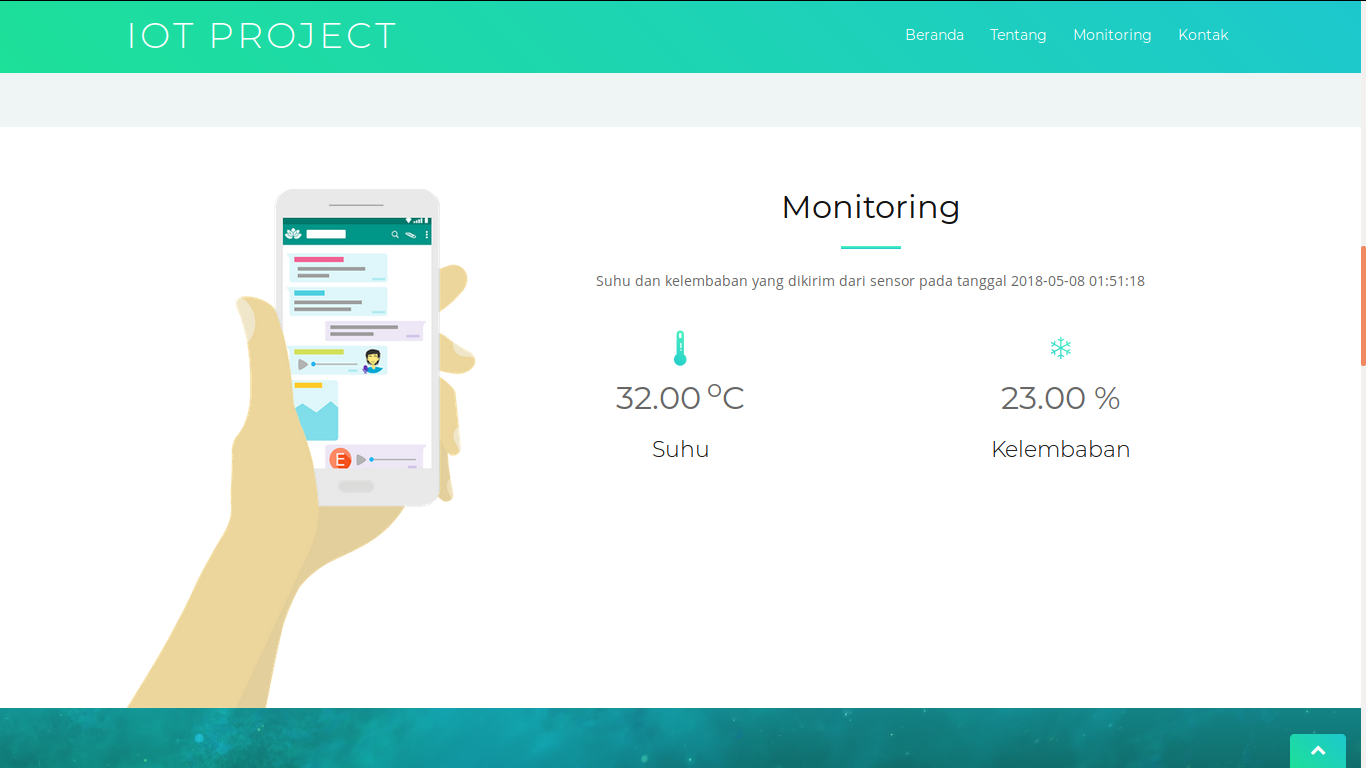 IOT PROJECT
Beranda Tentang Monitoring Kontak
Monitoring
Suhu dan kelembaban yang dikirim dari sensor pada tanggal 2018-05-08 01:51:18
32.00 °C
Suhu
23.00 %
Kelembaban
E